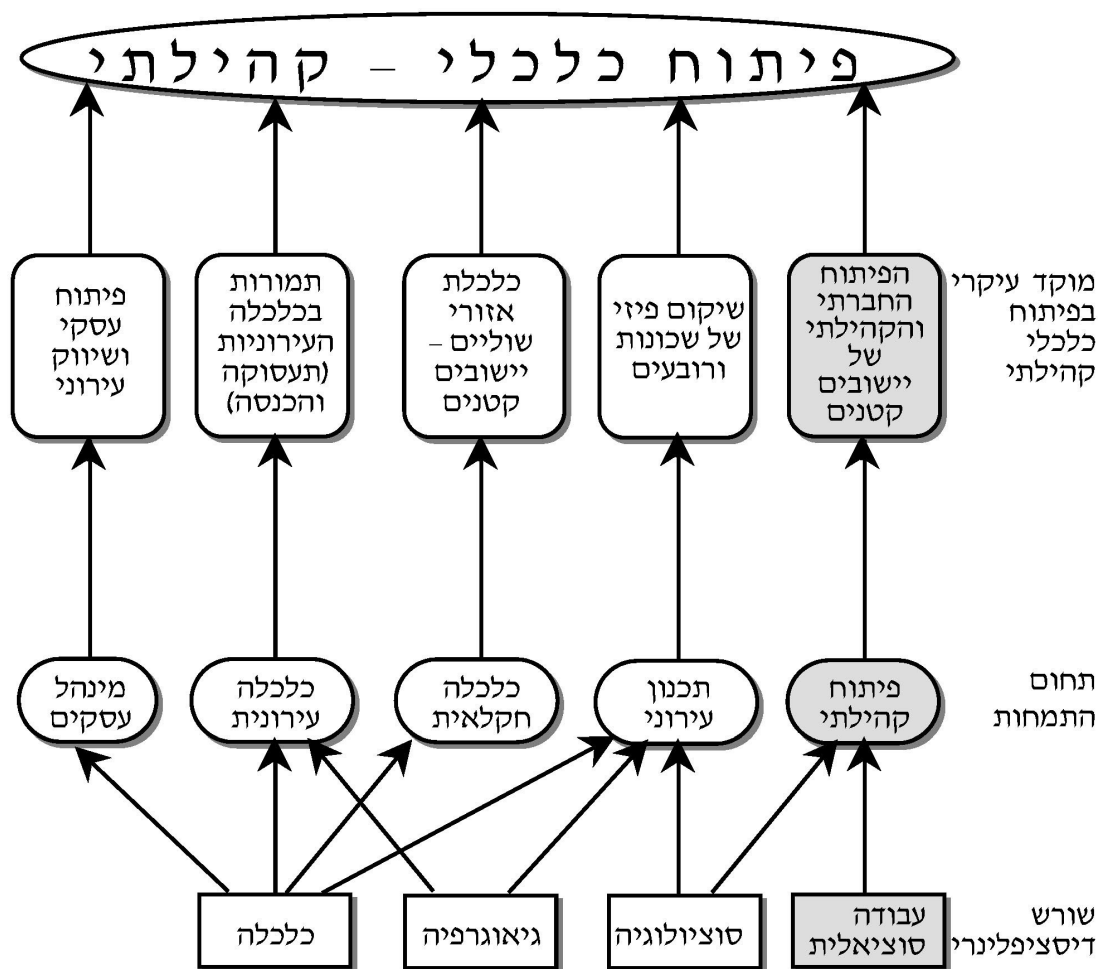 פיתוח כלכלי – קהילתי
מוקד עיקרי
בפיתוח
כלכלי
קהילתי
הפיתוח
החברתי
והקהילתי
של
יישובים
קטנים
שיקום פיזי
של שכונות
ורובעים
כלכלת
אזורי
שוליים –
יישובים
קטנים
תמורות
בכלכלה
העירוניות
(תעסוקה
והכנסה)
פיתוח
עסקי
ושיווק
עירוני
תחום
התמחות
פיתוח
קהילתי
תכנון
עירוני
כלכלה
חקלאית
כלכלה
עירונית
מינהל
עסקים
שורש
דיסציפלינרי
עבודה
סוציאלית
סוציולוגיה
גיאוגרפיה
כלכלה